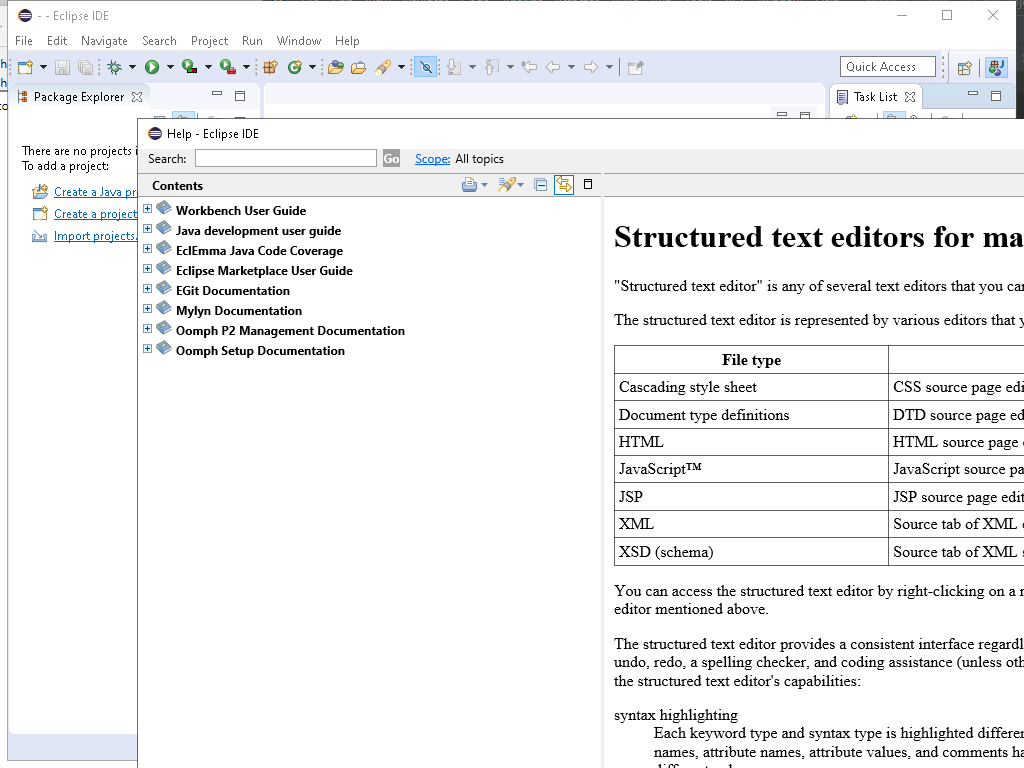 - - Eclipse IDE
File Edit Navigate Search Project Run Window Help
Quick Access
Package Explorer
Task List
There are no projects i
To add a project:
Create a Java pr
Create a project
Import projects.
Help - Eclipse IDE
Search: Go Scope: All topics
Contents
Workbench User Guide
Java development user guide
EclEmma Java Code Coverage
Eclipse Marketplace User Guide
EGit Documentation
Mylyn Documentation
Oomph P2 Management Documentation
Oomph Setup Documentation
Structured text editors for ma
"Structured text editor" is any of several text editors that you can
The structured text editor is represented by various editors that y
File type
Cascading style sheet CSS source page edi
Document type definitions DTD source page ed
HTML HTML source page
JavaScript™ JavaScript source pa
JSP JSP source page edit
XML Source tab of XML
XSD (schema) Source tab of XML s
You can access the structured text editor by right-clicking on a r
editor mentioned above.
The structured text editor provides a consistent interface regardl
undo, redo, a spelling checker, and coding assistance (unless oth
the structured text editor's capabilities:
syntax highlighting
Each keyword type and syntax type is highlighted differen
names, attribute names, attribute values, and comments ha